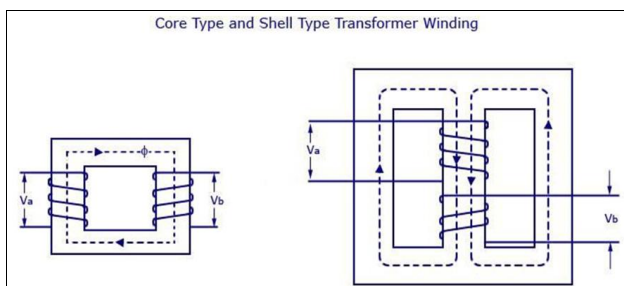 Core Type and Shell Type Transformer Winding
Va
ϕ
Vb
Va
Vb